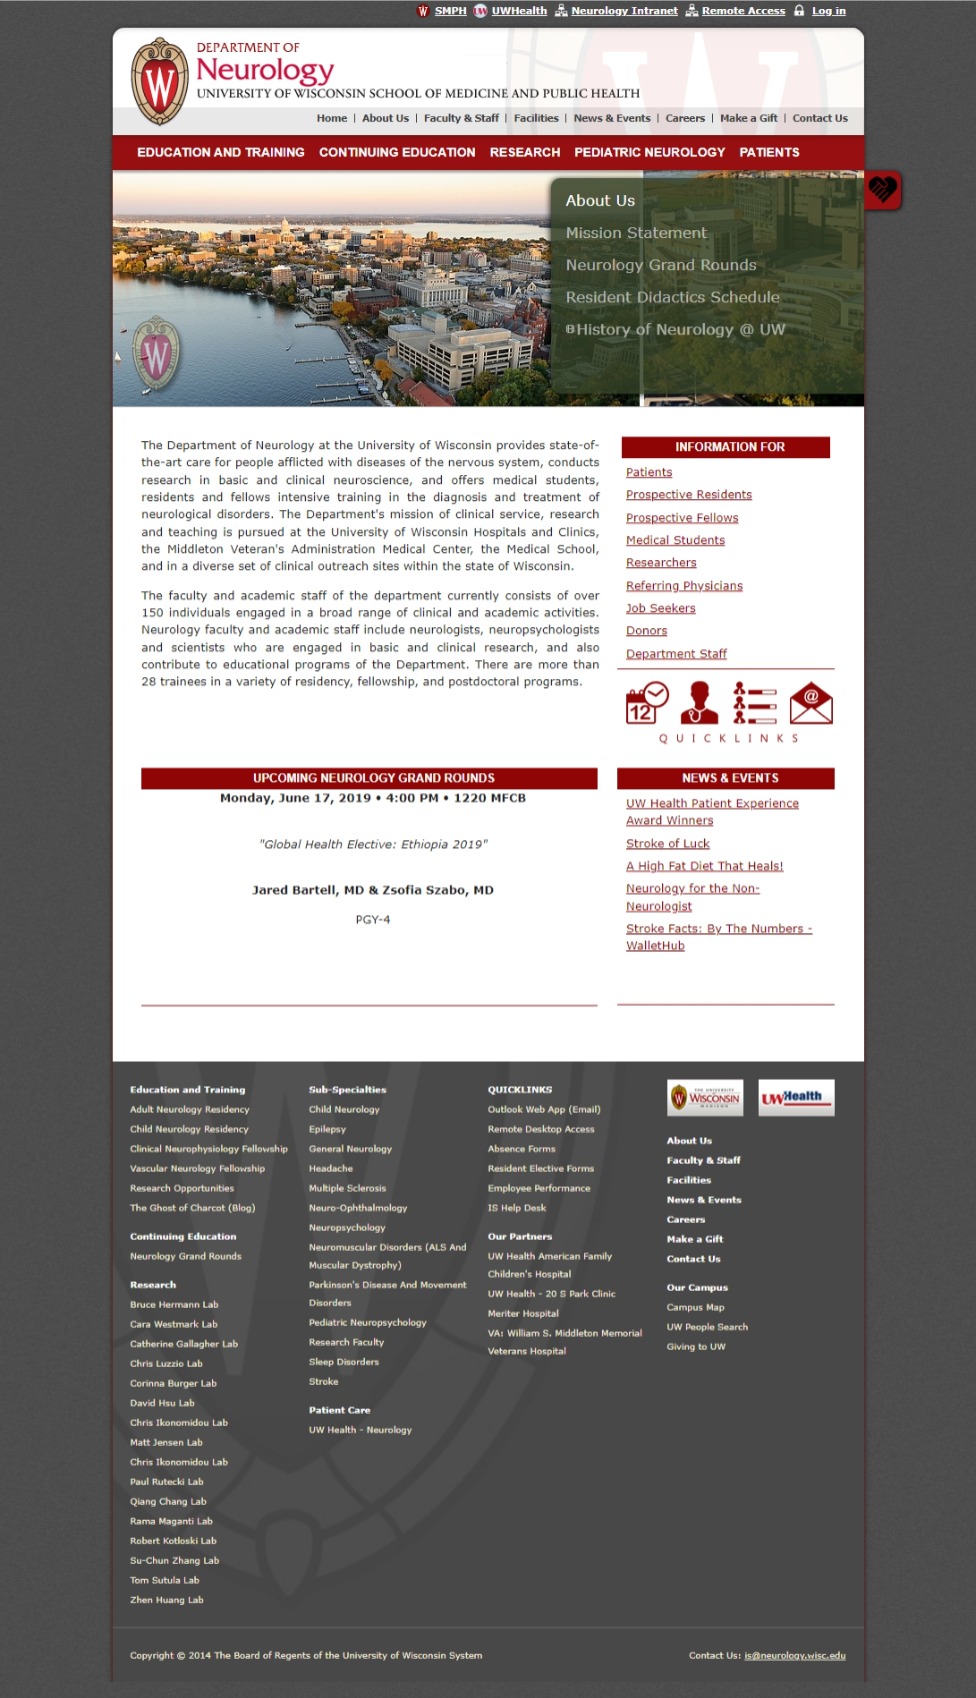 SMPH UWHealth Neurology Intranet Remote Access Log in
DEPARTMENT OF
Neurology
UNIVERSITY OF WISCONSIN SCHOOL OF MEDICINE AND PUBLIC HEALTH
Home | About Us | Faculty & Staff | Facilities | News & Events | Careers | Make a Gift | Contact Us
EDUCATION AND TRAINING CONTINUING EDUCATION RESEARCH PEDIATRIC NEUROLOGY PATIENTS
About Us
Mission Statement
Neurology Grand Rounds
Resident Didactics Schedule
History of Neurology @ UW
W
The Department of Neurology at the University of Wisconsin provides state-of-
the-art care for people afflicted with diseases of the nervous system, conducts
research in basic and clinical neuroscience, and offers medical students,
residents and fellows intensive training in the diagnosis and treatment of
neurological disorders. The Department's mission of clinical service, research
and teaching is pursued at the University of Wisconsin Hospitals and Clinics,
the Middleton Veteran's Administration Medical Center, the Medical School,
and in a diverse set of clinical outreach sites within the state of Wisconsin.
The faculty and academic staff of the department currently consists of over
150 individuals engaged in a broad range of clinical and academic activities.
Neurology faculty and academic staff include neurologists, neuropsychologists
and scientists who are engaged in basic and clinical research, and also
contribute to educational programs of the Department. There are more than
28 trainees in a variety of residency, fellowship, and postdoctoral programs.
INFORMATION FOR
Patients
Prospective Residents
Prospective Fellows
Medical Students
Researchers
Referring Physicians
Job Seekers
Donors
Department Staff
12 @
QUICKLINKS
UPCOMING NEUROLOGY GRAND ROUNDS
Monday, June 17, 2019 • 4:00 PM • 1220 MFCB
"Global Health Elective: Ethiopia 2019"
Jared Bartell, MD & Zsofia Szabo, MD
PGY-4
NEWS & EVENTS
UW Health Patient Experience
Award Winners
Stroke of Luck
A High Fat Diet That Heals!
Neurology for the Non-
Neurologist
Stroke Facts: By The Numbers -
WalletHub
Education and Training
Adult Neurology Residency
Child Neurology Residency
Clinical Neurophysiology Fellowship
Vascular Neurology Fellowship
Research Opportunities
The Ghost of Charcot (Blog)
Continuing Education
Neurology Grand Rounds
Research
Bruce Hermann Lab
Cara Westmark Lab
Catherine Gallagher Lab
Chris Luzzio Lab
Corinna Burger Lab
David Hsu Lab
Chris Ikonomidou Lab
Matt Jensen Lab
Chris Ikonomidou Lab
Paul Rutecki Lab
Qiang Chang Lab
Rama Maganti Lab
Robert Kotloski Lab
Su-Chun Zhang Lab
Tom Sutula Lab
Zhen Huang Lab
Sub-Specialties
Child Neurology
Epilepsy
General Neurology
Headache
Multiple Sclerosis
Neuro-Ophthalmology
Neuropsychology
Neuromuscular Disorders (ALS And
Muscular Dystrophy)
Parkinson's Disease And Movement
Disorders
Pediatric Neuropsychology
Research Faculty
Sleep Disorders
Stroke
Patient Care
UW Health - Neurology
QUICKLINKS
Outlook Web App (Email)
Remote Desktop Access
Absence Forms
Resident Elective Forms
Employee Performance
IS Help Desk
Our Partners
UW Health American Family
Children's Hospital
UW Health - 20 S Park Clinic
Meriter Hospital
VA: William S. Middleton Memorial
Veterans Hospital
THE UNIVERSITY
WISCONSIN
MADISON
UWHealth
About Us
Faculty & Staff
Facilities
News & Events
Careers
Make a Gift
Contact Us
Our Campus
Campus Map
UW People Search
Giving to UW
Copyright © 2014 The Board of Regents of the University of Wisconsin System
Contact Us: is@neurology.wisc.edu